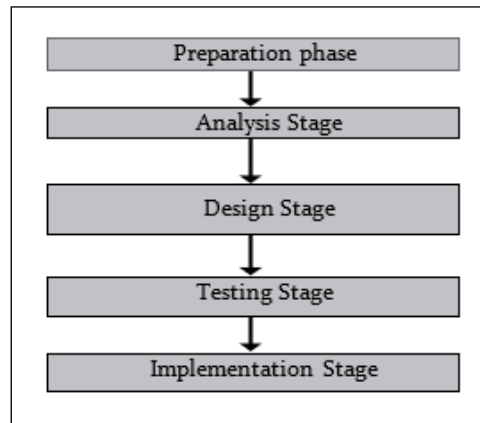 Preparation phase
Analysis Stage
Design Stage
Testing Stage
Implementation Stage